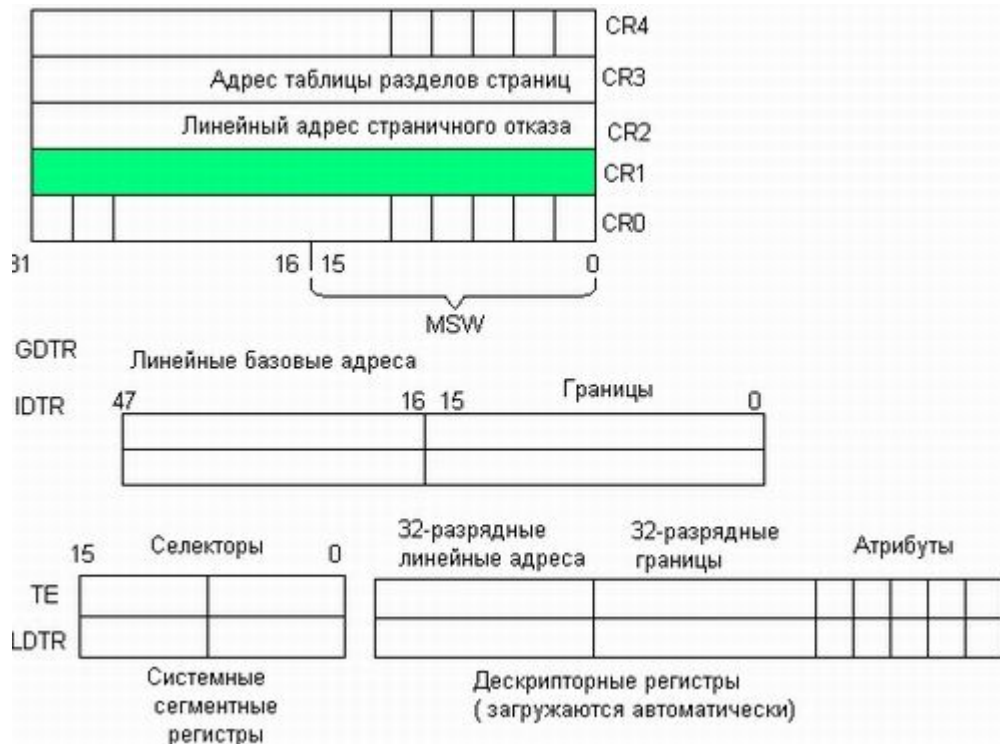 CR4
Адрес таблицы разделов страниц CR3
Линейный адрес страничного отказа CR2
CR1
CR0
31 16 15 0
MSW
GDTR
Линейные базовые адреса
IDTR 47 16 15 Границы 0
15 Селекторы 0
32-разрядные
линейные адреса
32-разрядные
границы
Атрибуты
TE
LDTR
Системные
сегментные
регистры
Дескрипторные регистры
( загружаются автоматически)